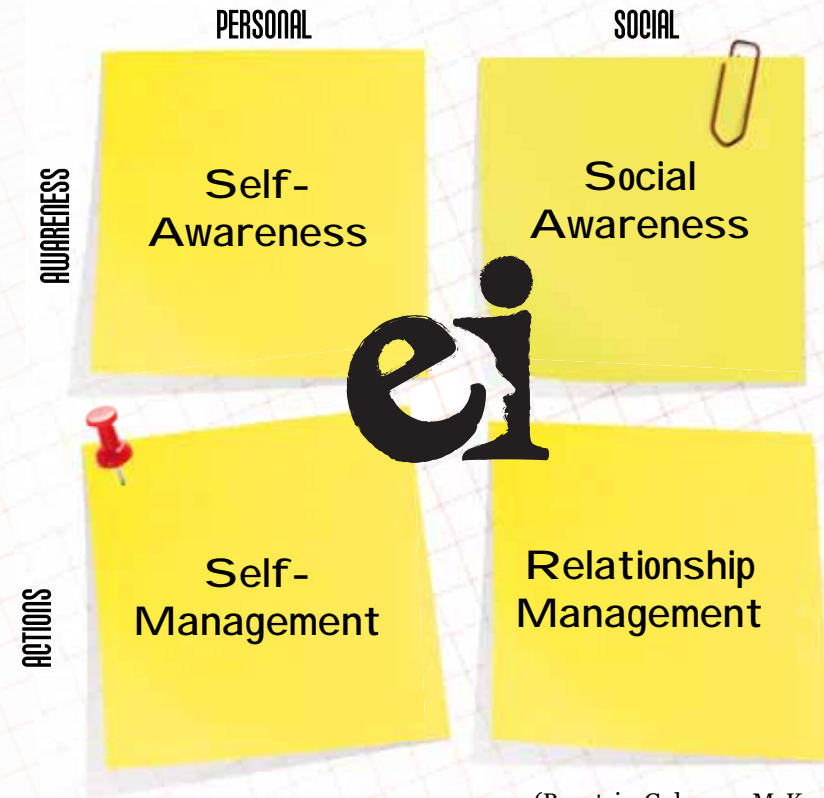 PERSONAL SOCIAL
AWARENESS
Self-
Awareness
Social
Awareness
ei
ACTIONS
Self-
Management
Relationship
Management